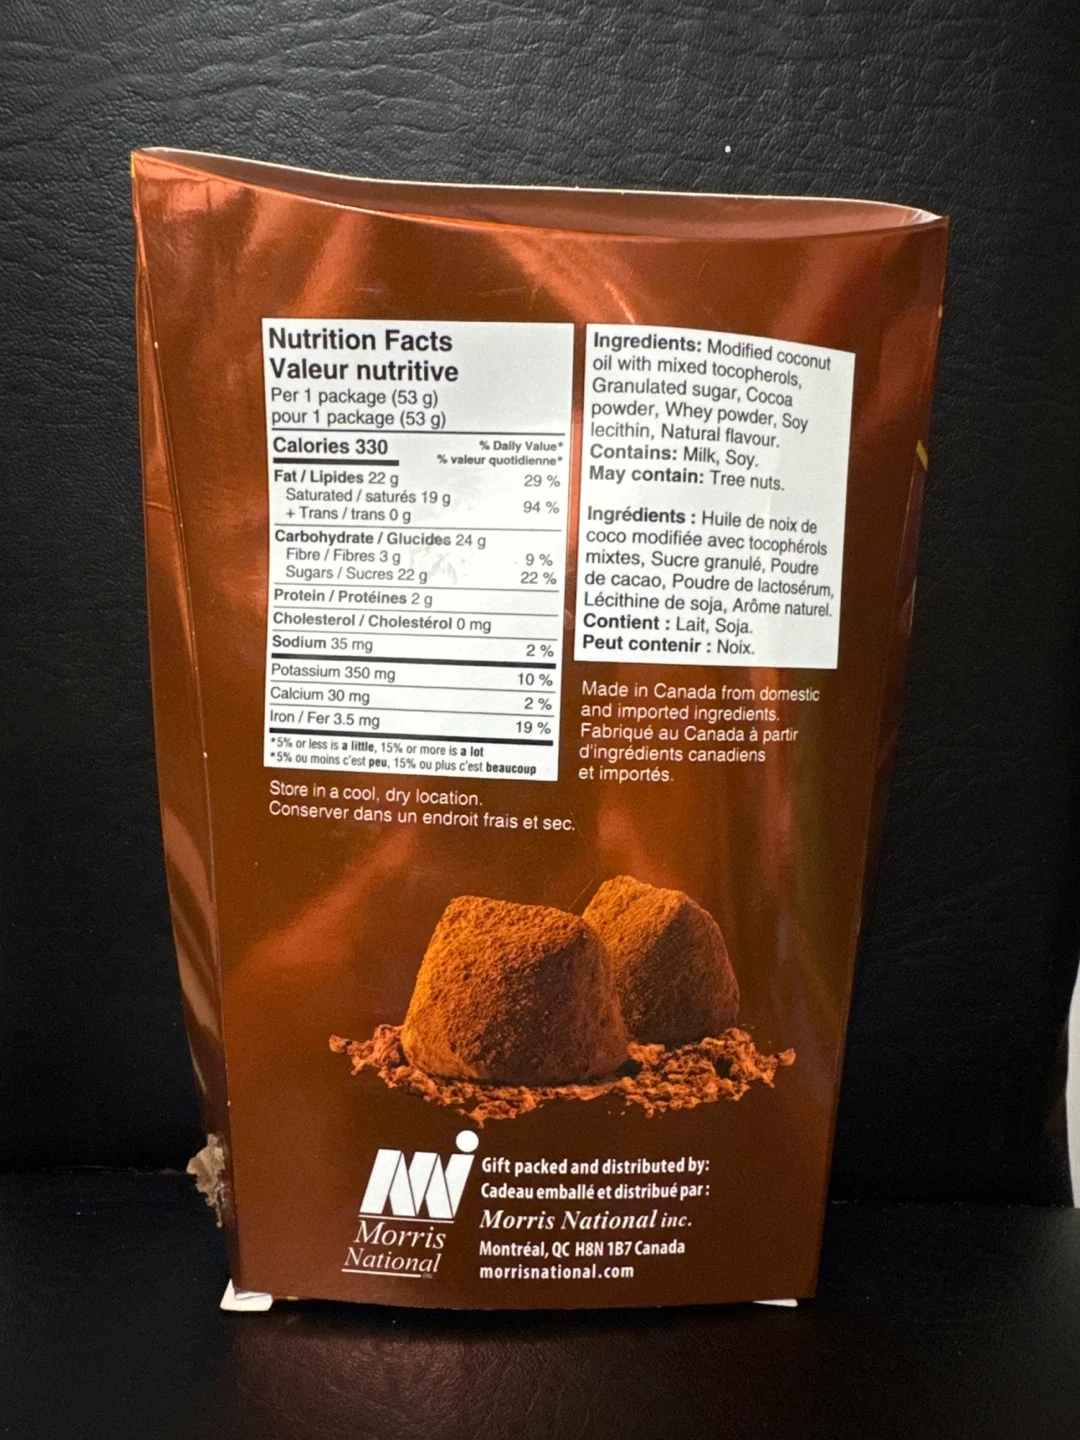 Nutrition Facts
Valeur nutritive
Per 1 package (53 g)
pour 1 package (53 g)
Calories 330
% Daily Value*
% valeur quotidienne*
Fat / Lipides 22 g 29 %
Saturated / saturés 19 g
+ Trans / trans 0 g 94 %
Carbohydrate / Glucides 24 g
Fibre / Fibres 3 g 9 %
Sugars / Sucres 22 g 22 %
Protein / Protéines 2 g
Cholesterol / Cholestérol 0 mg
Sodium 35 mg 2 %
Potassium 350 mg 10 %
Calcium 30 mg 2 %
Iron / Fer 3.5 mg 19 %
*5% or less is a little, 15% or more is a lot
*5% ou moins c'est peu, 15% ou plus c'est beaucoup
Store in a cool, dry location.
Conserver dans un endroit frais et sec.
Ingredients: Modified coconut
oil with mixed tocopherols,
Granulated sugar, Cocoa
powder, Whey powder, Soy
lecithin, Natural flavour.
Contains: Milk, Soy.
May contain: Tree nuts.
Ingrédients : Huile de noix de
coco modifiée avec tocophérols
mixtes, Sucre granulé, Poudre
de cacao, Poudre de lactosérum,
Lécithine de soja, Arôme naturel.
Contient : Lait, Soja.
Peut contenir : Noix.
Made in Canada from domestic
and imported ingredients.
Fabriqué au Canada à partir
d'ingrédients canadiens
et importés.
Morris
National
INC.
Gift packed and distributed by:
Cadeau emballé et distribué par :
Morris National inc.
Montréal, QC H8N 1B7 Canada
morrisnational.com